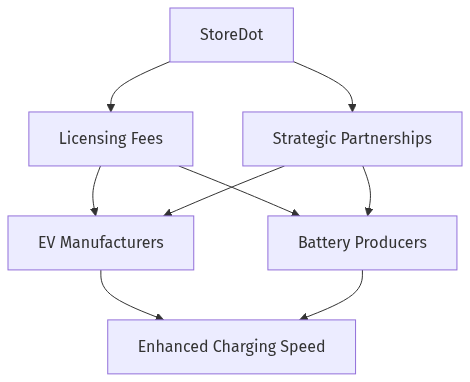 StoreDot
Licensing Fees
Strategic Partnerships
EV Manufacturers
Battery Producers
Enhanced Charging Speed